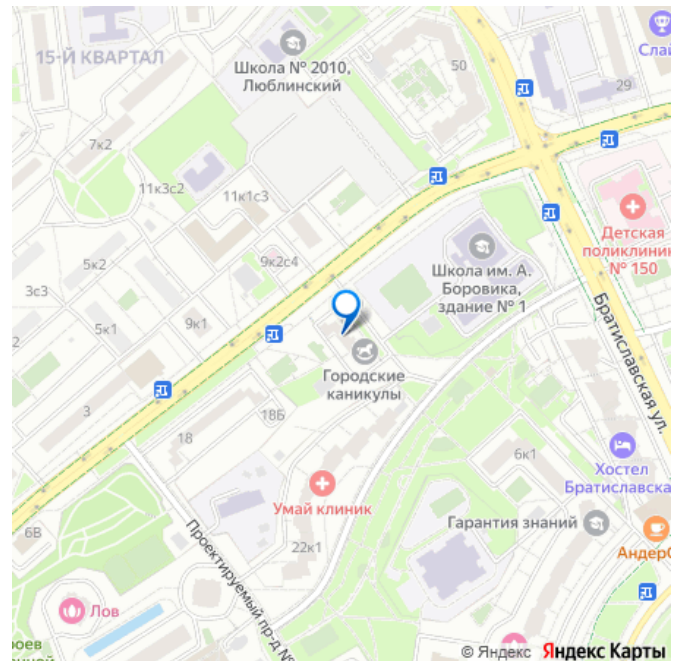 15-Й КВАРТАЛ
Школа № 2010,
Люблинский
50
29
7к2
11к3с2
11к1с3
Детская
№ 150
9к2с4
Школа им. А.
Боровика,
здание № 1
5к2
3с3
5к1
9к1
Братиславская ул.
Городские
каникулы
3
18Б
18
6к1
Хостел
Умай клиник
Гарантия знаний
6В
22к1
Проектируемый пр-д
Лов
© Яндекс Яндекс Карты